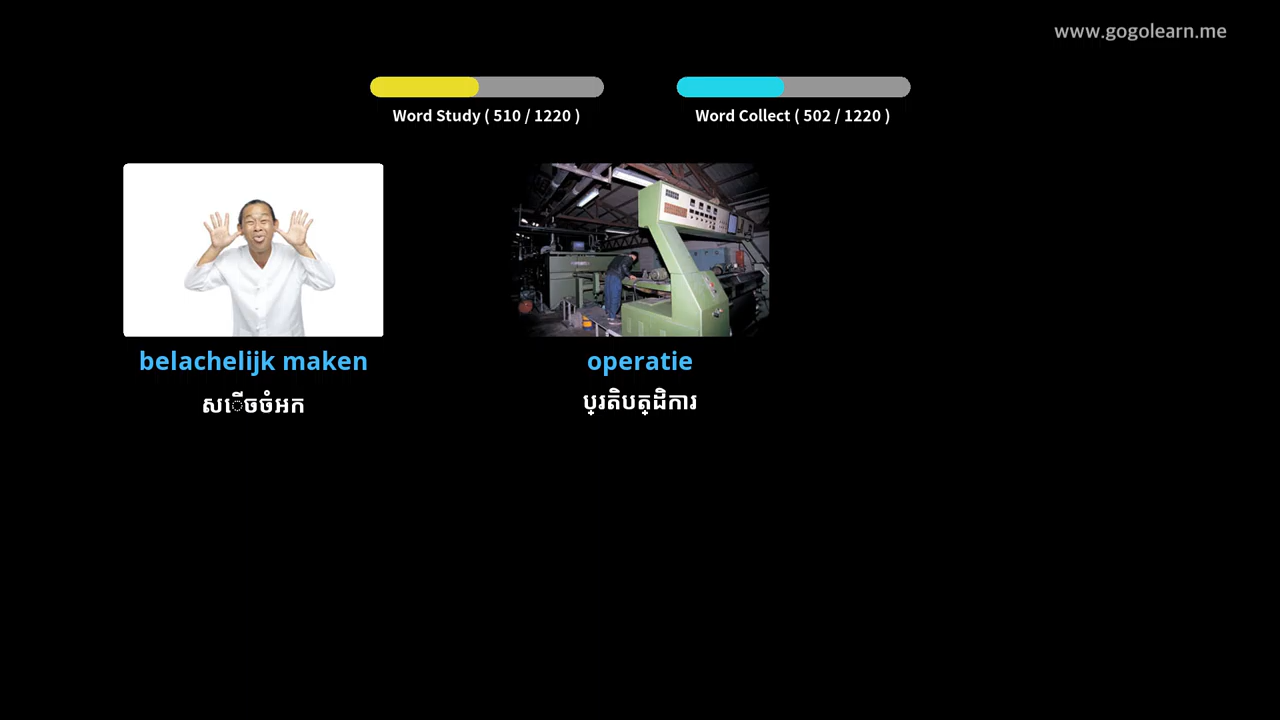 www.gogolearn.me
Word Study ( 510 / 1220 )
Word Collect ( 502 / 1220 )
belachelijk maken
operatie
សើចចំអក
ប្រតិបត្ដិការ